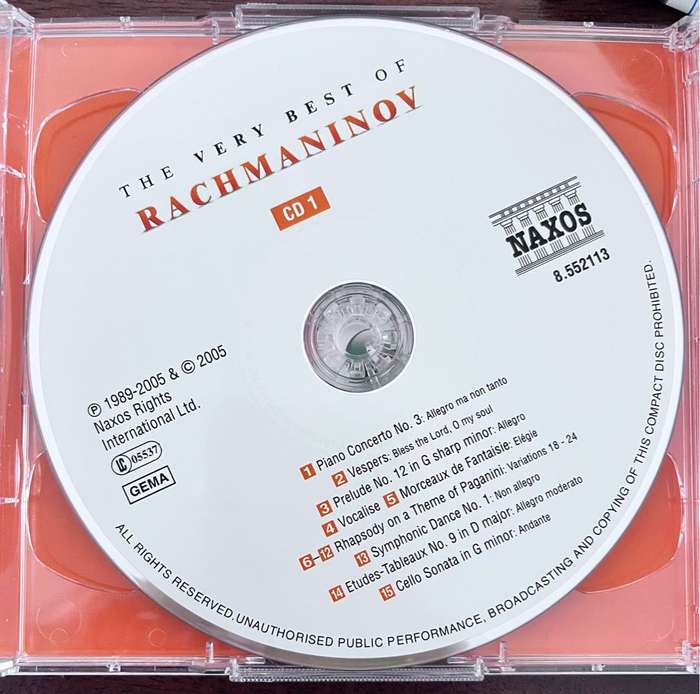 THE VERY BEST OF
RACHMANINOV
CD 1
NAXOS
8.552113
℗ 1989-2005 & © 2005
Naxos Rights
International Ltd.
LC 05537
GEMA
1 Piano Concerto No. 3: Allegro ma non tanto
2 Vespers: Bless the Lord, O my soul
3 Prelude No. 12 in G sharp minor: Allegro
4 Vocalise 5 Morceaux de Fantaisie: Elégie
6–12 Rhapsody on a Theme of Paganini: Variations 18 - 24
13 Symphonic Dance No. 1: Non allegro
14 Etudes-Tableaux No. 9 in D major: Allegro moderato
15 Cello Sonata in G minor: Andante
ALL RIGHTS RESERVED.UNAUTHORISED PUBLIC PERFORMANCE, BROADCASTING AND COPYING OF THIS COMPACT DISC PROHIBITED.